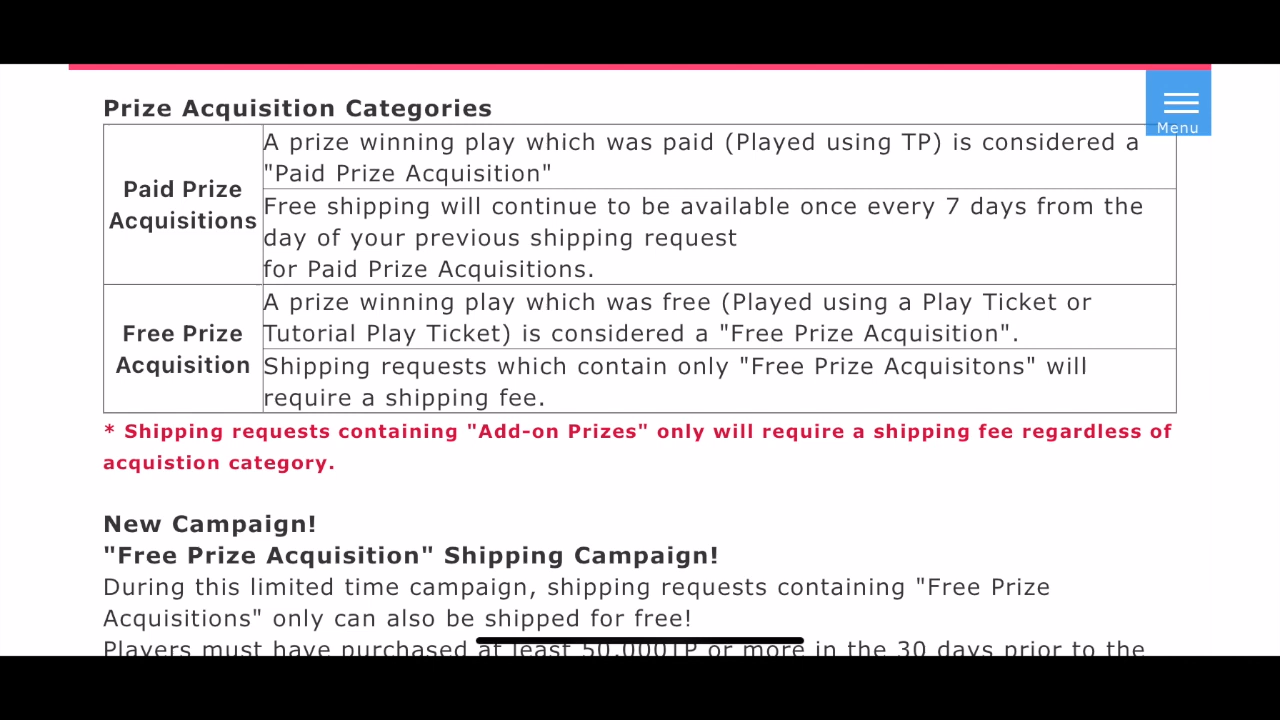 Prize Acquisition Categories
Menu
Paid Prize
Acquisitions
A prize winning play which was paid (Played using TP) is considered a
"Paid Prize Acquisition"
Free shipping will continue to be available once every 7 days from the
day of your previous shipping request
for Paid Prize Acquisitions.
Free Prize
Acquisition
A prize winning play which was free (Played using a Play Ticket or
Tutorial Play Ticket) is considered a "Free Prize Acquisition".
Shipping requests which contain only "Free Prize Acquisitons" will
require a shipping fee.
* Shipping requests containing "Add-on Prizes" only will require a shipping fee regardless of
acquistion category.
New Campaign!
"Free Prize Acquisition" Shipping Campaign!
During this limited time campaign, shipping requests containing "Free Prize
Acquisitions" only can also be shipped for free!
Players must have purchased at least 50,000TP or more in the 30 days prior to the